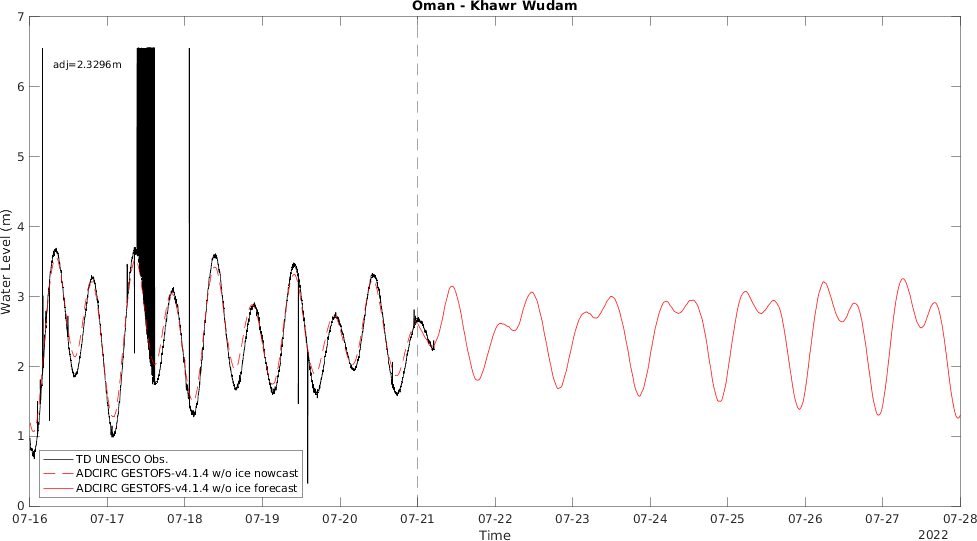 Oman - Khawr Wudam
7
6
5
4
3
2
1
0
Water Level (m)
adj=2.3296m
TD UNESCO Obs.
ADCIRC GESTOFS-v4.1.4 w/o ice nowcast
ADCIRC GESTOFS-v4.1.4 w/o ice forecast
07-16 07-17 07-18 07-19 07-20 07-21 07-22 07-23 07-24 07-25 07-26 07-27 07-28
Time
2022